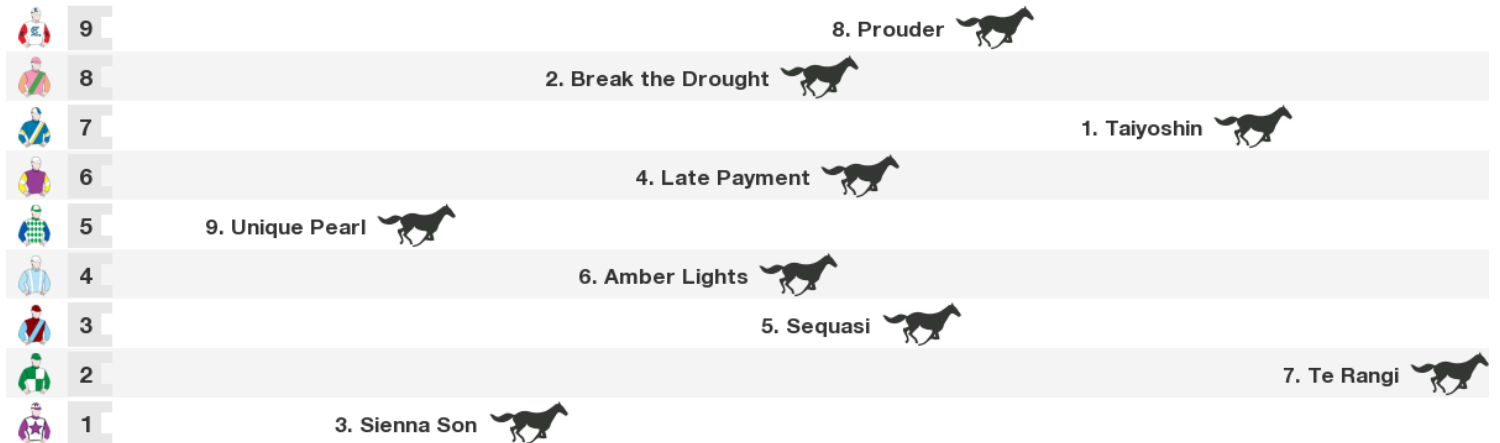 9 8. Prouder
8 2. Break the Drought
7 1. Taiyoshin
6 4. Late Payment
5 9. Unique Pearl
4 6. Amber Lights
3 5. Sequasi
2 7. Te Rangi
1 3. Sienna Son